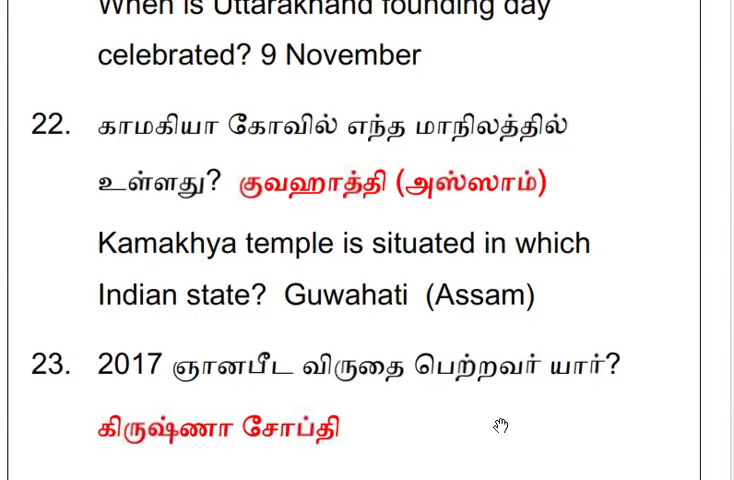 When is Uttarakhand founding day
celebrated? 9 November
22. காமகியா கோவில் எந்த மாநிலத்தில்
உள்ளது? குவஹாத்தி (அஸ்ஸாம்)
Kamakhya temple is situated in which
Indian state? Guwahati (Assam)
23. 2017 ஞானபீட விருதை பெற்றவர் யார்?
கிருஷ்ணா சோப்தி